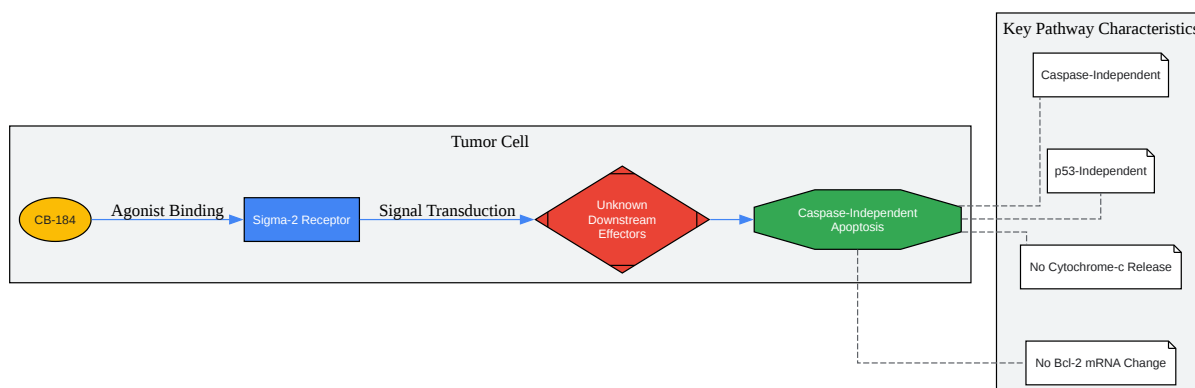 Key Pathway Characteristics
Caspase-Independent
Tumor Cell
p53-Independent
CB-184
Agonist Binding
Sigma-2 Receptor
Signal Transduction
Unknown
Downstream
Effectors
Caspase-Independent
Apoptosis
No Cytochrome-c Release
No Bcl-2 mRNA Change